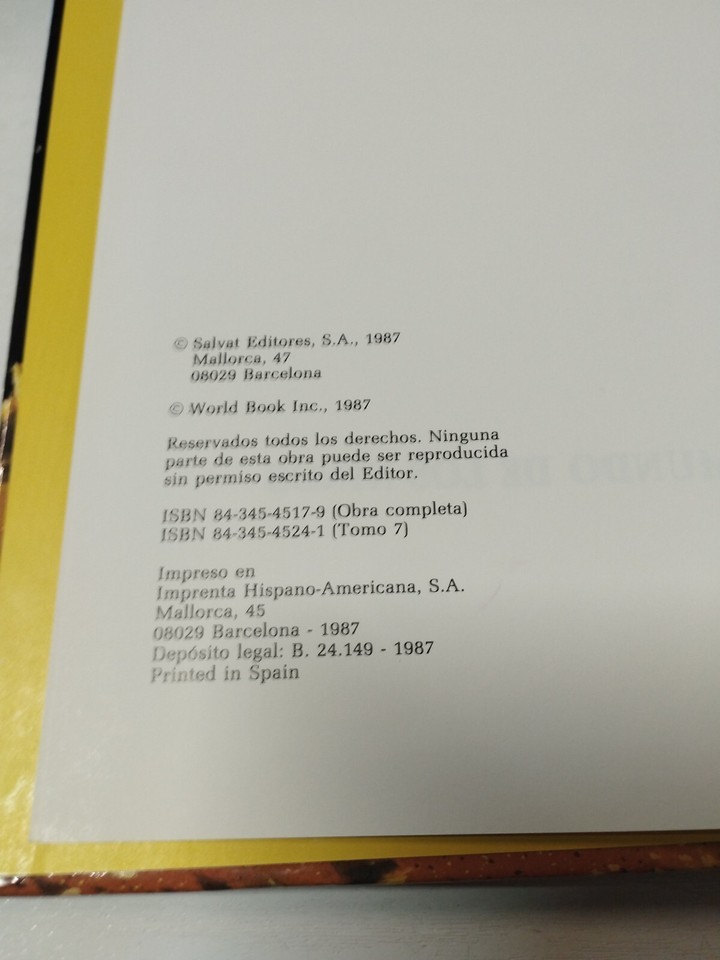 © Salvat Editores, S.A., 1987
Mallorca, 47
08029 Barcelona
© World Book Inc., 1987
Reservados todos los derechos. Ninguna
parte de esta obra puede ser reproducida
sin permiso escrito del Editor.
ISBN 84-345-4517-9 (Obra completa)
ISBN 84-345-4524-1 (Tomo 7)
Impreso en
Imprenta Hispano-Americana, S.A.
Mallorca, 45
08029 Barcelona - 1987
Depósito legal: B. 24.149 - 1987
Printed in Spain